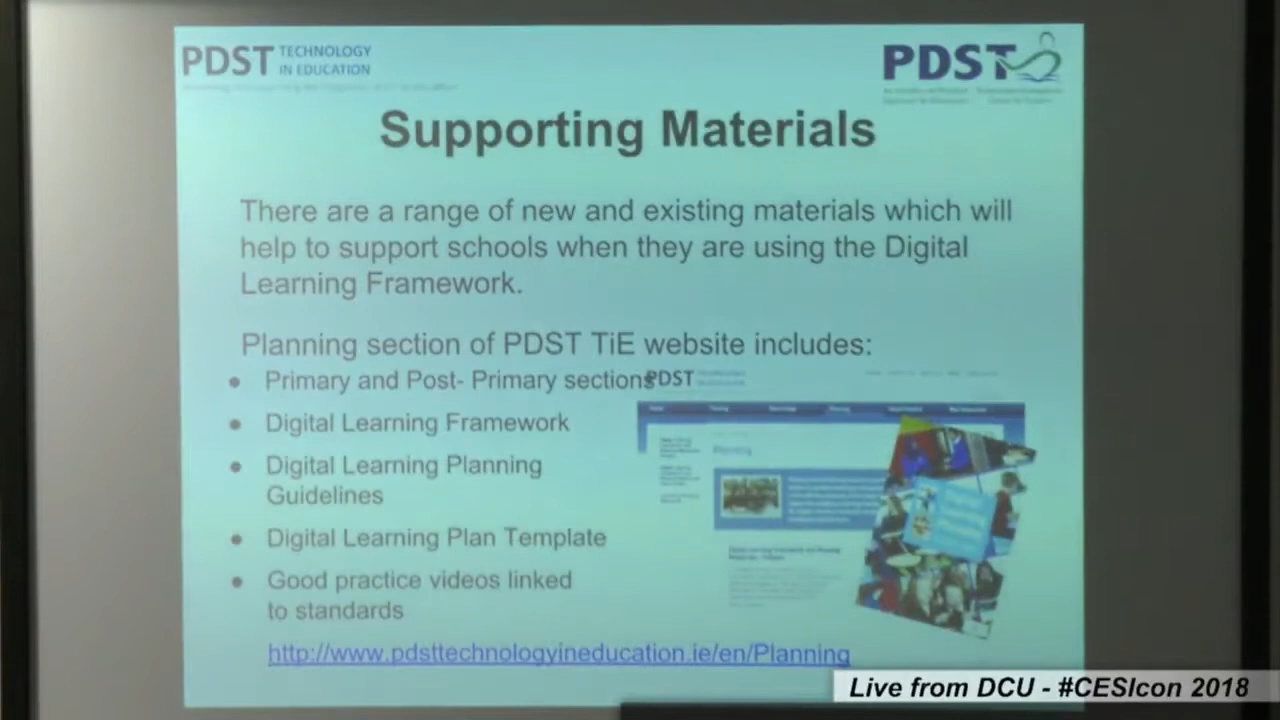 PDST TECHNOLOGY
IN EDUCATION
PDST
Supporting Materials
There are a range of new and existing materials which will
help to support schools when they are using the Digital
Learning Framework.
Planning section of PDST TiE website includes:
● Primary and Post- Primary sections
PDST
● Digital Learning Framework
● Digital Learning Planning
Guidelines
Planning
● Digital Learning Plan Template
● Good practice videos linked
to standards
http://www.pdsttechnologyineducation.ie/en/Planning
Live from DCU - #CESIcon 2018